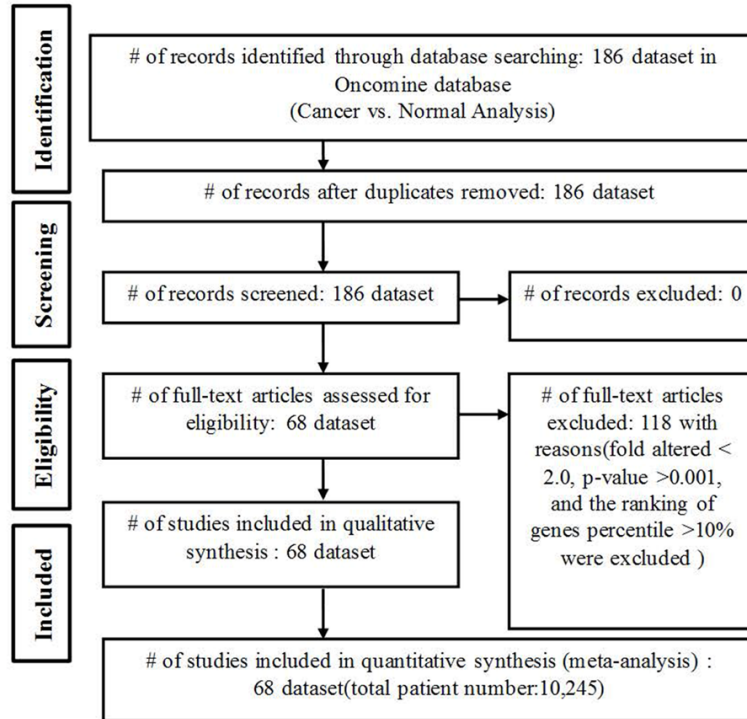 Identification
# of records identified through database searching: 186 dataset in
Oncomine database
(Cancer vs. Normal Analysis)
# of records after duplicates removed: 186 dataset
Screening
# of records screened: 186 dataset
# of records excluded: 0
Eligibility
# of full-text articles assessed for
eligibility: 68 dataset
# of full-text articles
excluded: 118 with
reasons(fold altered <
2.0, p-value >0.001,
and the ranking of
genes percentile >10%
were excluded )
Included
# of studies included in qualitative
synthesis : 68 dataset
# of studies included in quantitative synthesis (meta-analysis) :
68 dataset(total patient number:10,245)